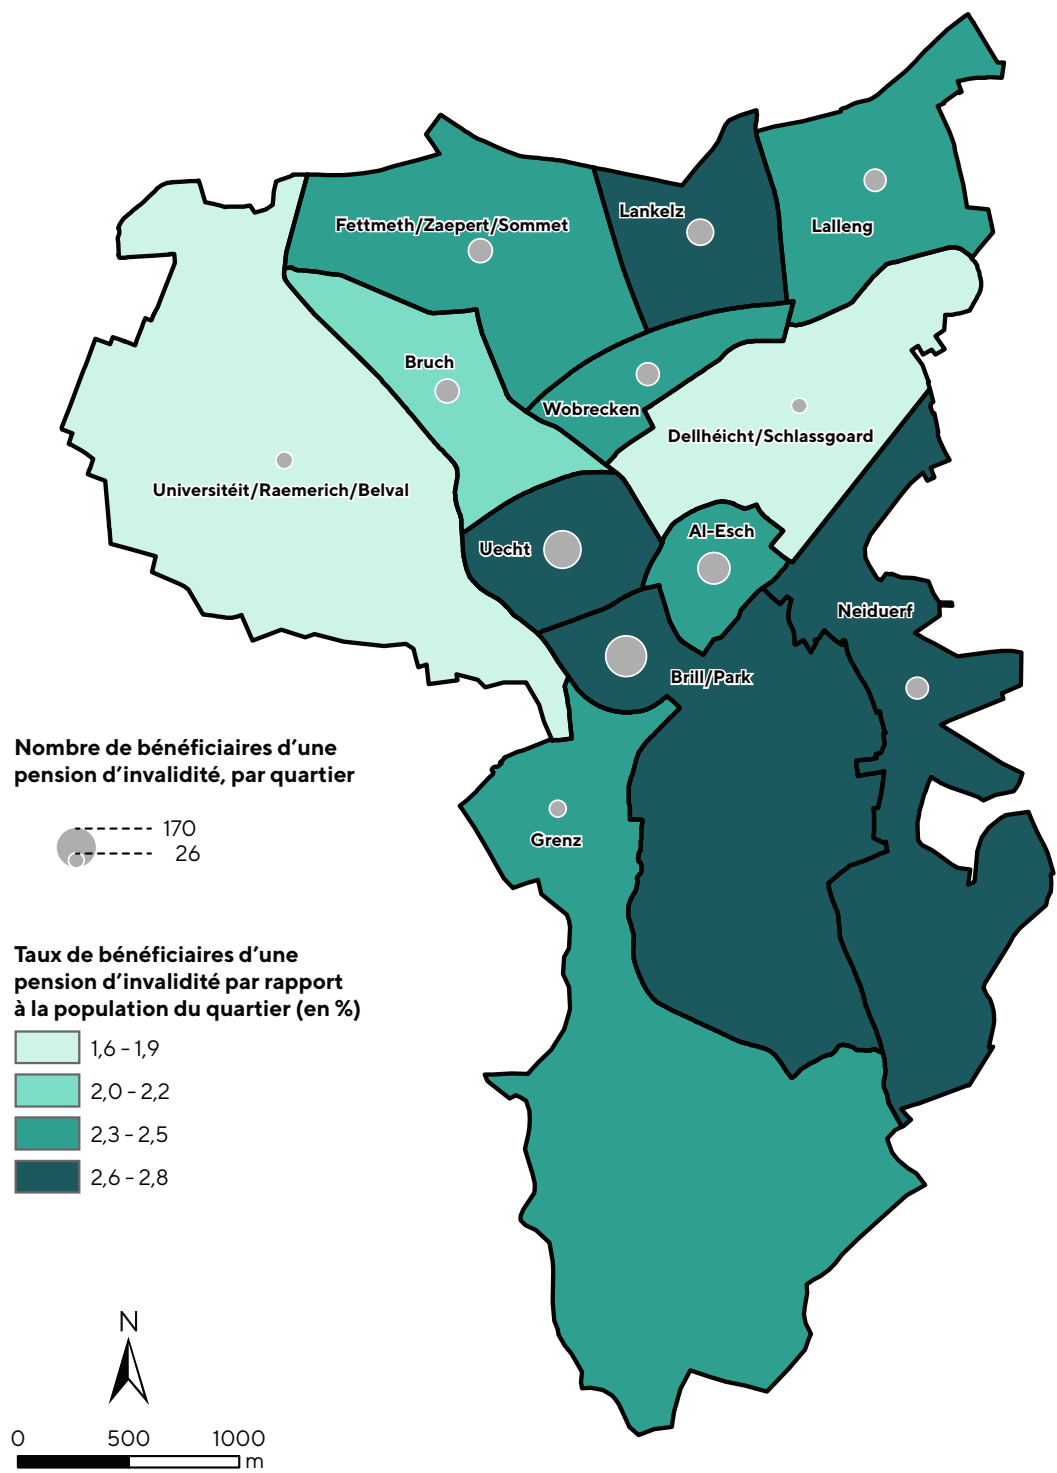 Fettmeth/Zaepert/Sommet
Lankelz
Lalleng
Bruch
Wobrecken
Dellhéicht/Schlassgoard
Universitéit/Raemerich/Belval
Uecht
Al-Esch
Neiduerf
Brill/Park
Grenz
Nombre de bénéficiaires d’une
pension d’invalidité, par quartier
170
26
Taux de bénéficiaires d’une
pension d’invalidité par rapport
à la population du quartier (en %)
1,6 - 1,9
2,0 - 2,2
2,3 - 2,5
2,6 - 2,8
N
0 500 1000
m